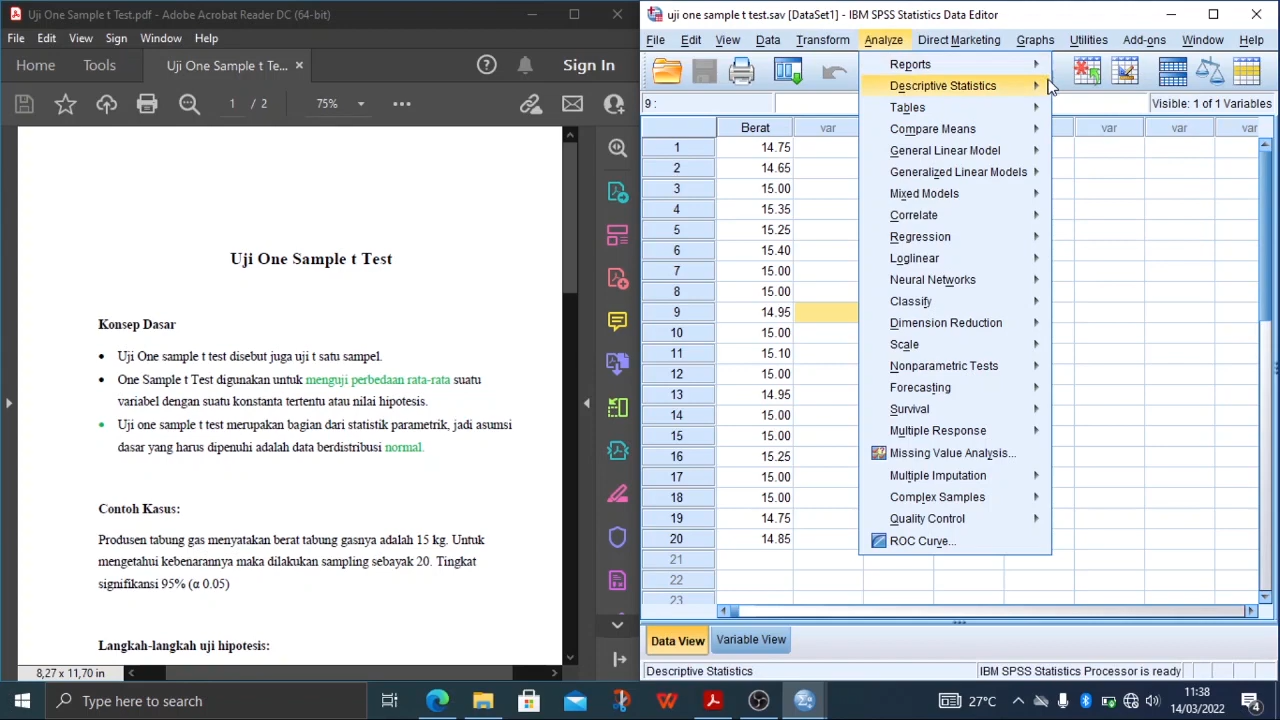 Uji One Sample t Test.pdf - Adobe Acrobat Reader DC (64-bit)
File Edit View Sign Window Help
Home Tools Uji One Sample t Te... × Sign In
1 / 2 75%
Uji One Sample t Test
Konsep Dasar
• Uji One sample t test disebut juga uji t satu sampel.
• One Sample t Test digunakan untuk menguji perbedaan rata-rata suatu
variabel dengan suatu konstanta tertentu atau nilai hipotesis.
• Uji one sample t test merupakan bagian dari statistik parametrik, jadi asumsi
dasar yang harus dipenuhi adalah data berdistribusi normal.
Contoh Kasus:
Produsen tabung gas menyatakan berat tabung gasnya adalah 15 kg. Untuk
mengetahui kebenarannya maka dilakukan sampling sebayak 20. Tingkat
signifikansi 95% (α 0.05)
Langkah-langkah uji hipotesis:
8,27 x 11,70 in
uji one sample t test.sav [DataSet1] - IBM SPSS Statistics Data Editor
File Edit View Data Transform Analyze Direct Marketing Graphs Utilities Add-ons Window Help
9 :
Visible: 1 of 1 Variables
Berat var var var var
1 14.75
2 14.65
3 15.00
4 15.35
5 15.25
6 15.40
7 15.00
8 15.00
9 14.95
10 15.00
11 15.10
12 15.00
13 14.95
14 15.00
15 15.00
16 15.25
17 15.00
18 15.00
19 14.75
20 14.85
21
22
23
Reports
Descriptive Statistics
Tables
Compare Means
General Linear Model
Generalized Linear Models
Mixed Models
Correlate
Regression
Loglinear
Neural Networks
Classify
Dimension Reduction
Scale
Nonparametric Tests
Forecasting
Survival
Multiple Response
Missing Value Analysis...
Multiple Imputation
Complex Samples
Quality Control
ROC Curve...
Data View Variable View
Descriptive Statistics
IBM SPSS Statistics Processor is ready
Type here to search
27°C
11:38
14/03/2022
4